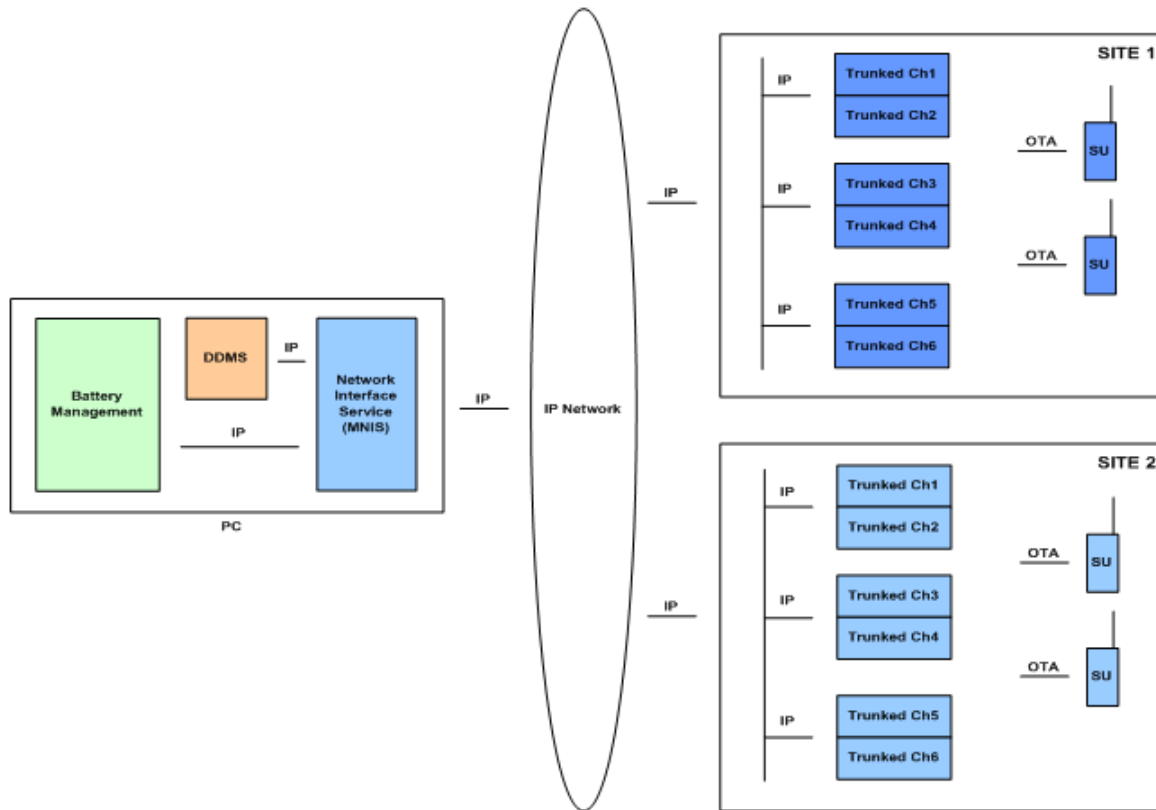 Battery
Management
DDMS
IP
IP
Network
Interface
Service
(MNIS)
PC
IP
IP Network
IP
IP
SITE 1
IP
Trunked Ch1
Trunked Ch2
IP
Trunked Ch3
Trunked Ch4
IP
Trunked Ch5
Trunked Ch6
OTA
SU
OTA
SU
SITE 2
IP
Trunked Ch1
Trunked Ch2
IP
Trunked Ch3
Trunked Ch4
IP
Trunked Ch5
Trunked Ch6
OTA
SU
OTA
SU